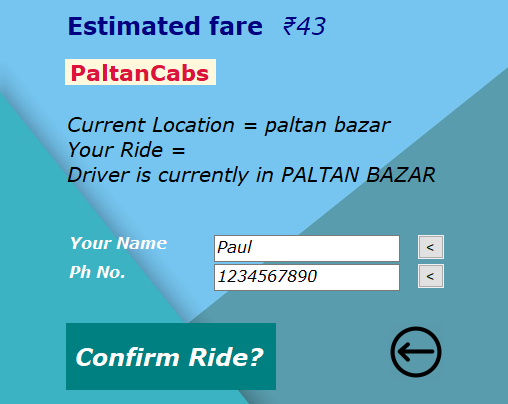 Estimated fare ₹43
PaltanCabs
Current Location = paltan bazar
Your Ride =
Driver is currently in PALTAN BAZAR
Your Name Paul <
Ph No. 1234567890 <
Confirm Ride?